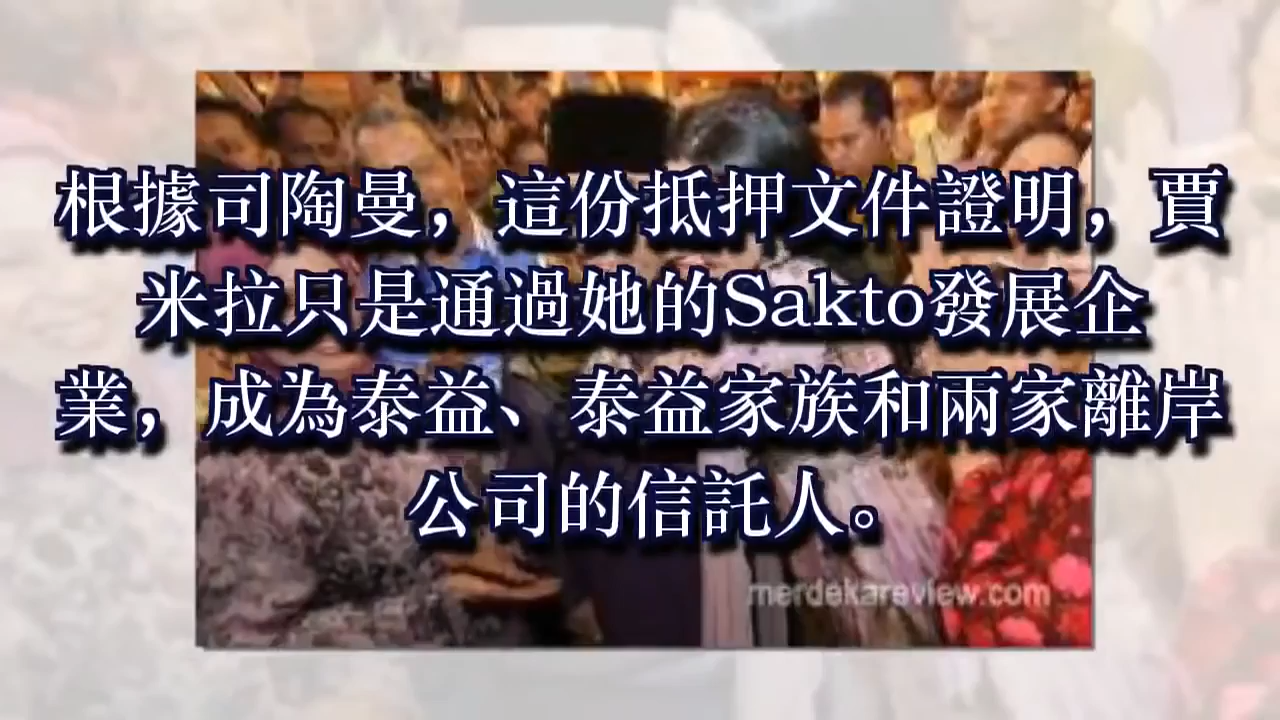 根據司陶曼，這份抵押文件證明，賈
米拉只是通過她的Sakto發展企
業，成為泰益、泰益家族和兩家離岸
公司的信託人。
merdekareview.com